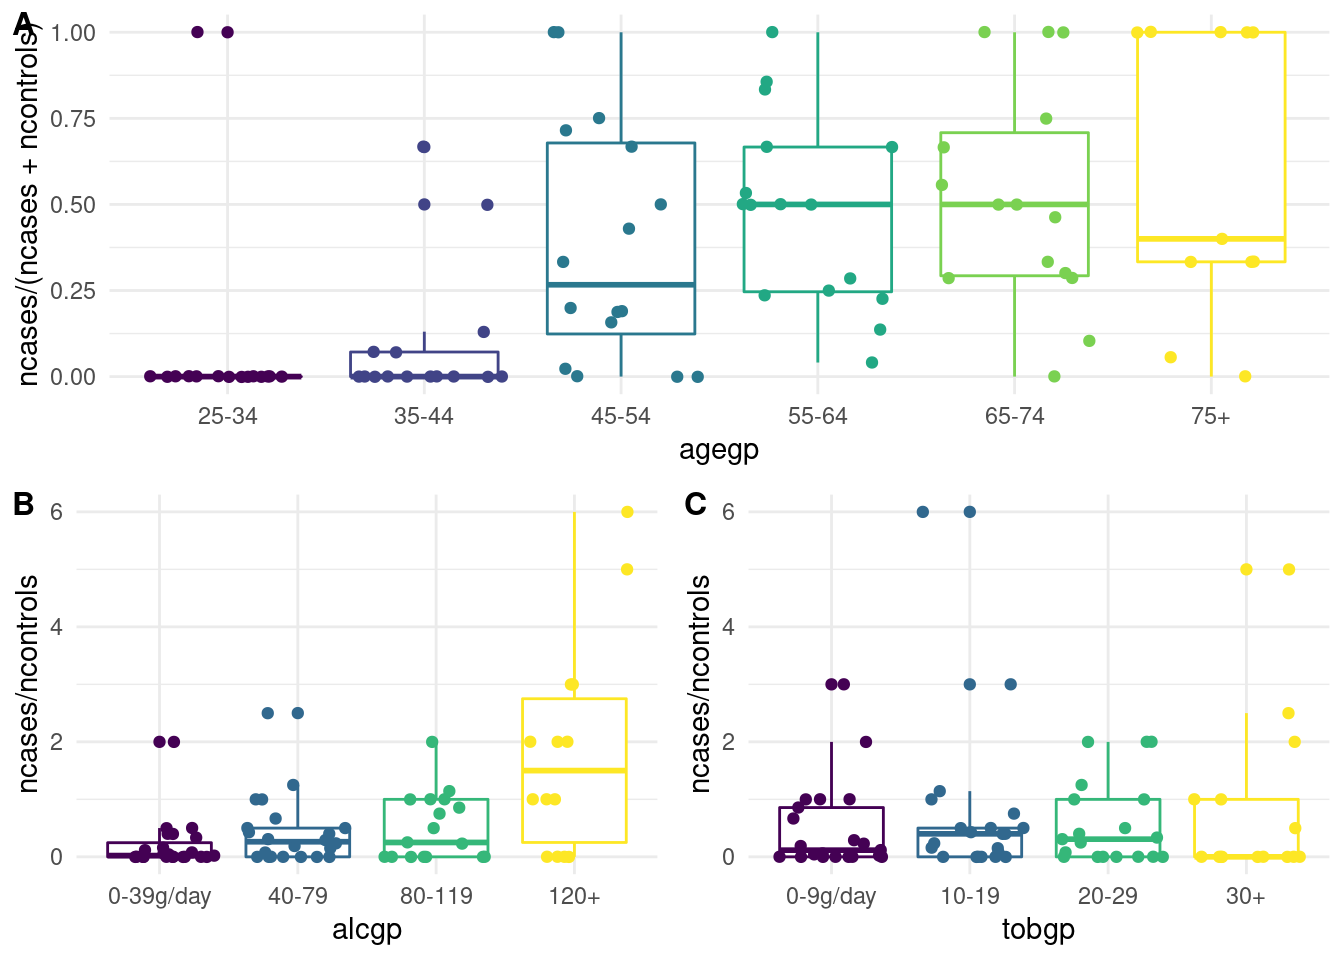 A
ncases/(ncases + ncontrols)
1.00
0.75
0.50
0.25
0.00
25-34 35-44 45-54 55-64 65-74 75+
agegp
B
ncases/ncontrols
6
4
2
0
0-39g/day 40-79 80-119 120+
alcgp
C
ncases/ncontrols
6
4
2
0
0-9g/day 10-19 20-29 30+
tobgp